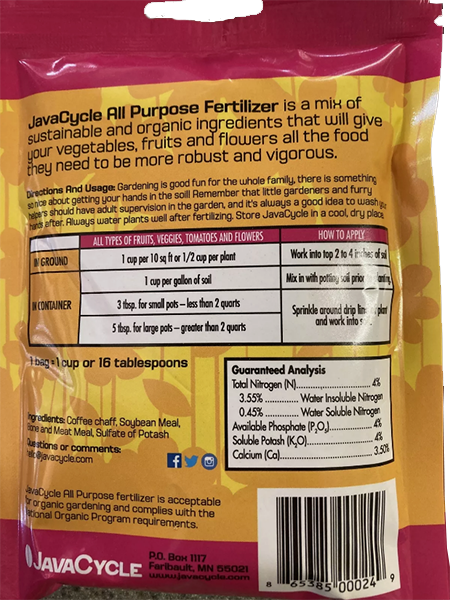 JavaCycle All Purpose Fertilizer is a mix of
sustainable and organic ingredients that will give
your vegetables, fruits and flowers all the food
they need to be more robust and vigorous.
Directions And Usage: Gardening is good fun for the whole family, there is something
so nice about getting your hands in the soil! Remember that little gardeners and furry
helpers should have adult supervision in the garden, and it's always a good idea to wash your
hands after. Always water plants well after fertilizing. Store JavaCycle in a cool, dry place.
ALL TYPES OF FRUITS, VEGGIES, TOMATOES AND FLOWERS HOW TO APPLY
IN GROUND 1 cup per 10 sq ft or 1/2 cup per plant Work into top 2 to 4 inches of soil
IN CONTAINER
1 cup per gallon of soil Mix in with potting soil prior planting
3 tbsp. for small pots – less than 2 quarts
5 tbsp. for large pots – greater than 2 quarts
Sprinkle around drip line plant
and work into
1 bag = 1 cup or 16 tablespoons
Guaranteed Analysis
Total Nitrogen (N).................... 4%
3.55% ........... Water Insoluble Nitrogen
0.45% ........... Water Soluble Nitrogen
Available Phosphate (P₂O₅)............ 4%
Soluble Potash (K₂O)................. 4%
Calcium (Ca)........................ 3.50%
Ingredients: Coffee chaff, Soybean Meal,
Bone and Meat Meal, Sulfate of Potash
Questions or comments:
hello@javacycle.com
JavaCycle All Purpose fertilizer is acceptable
for organic gardening and complies with the
National Organic Program requirements.
JAVACYCLE
P.O. Box 1117
Faribault, MN 55021
www.javacycle.com
8 65385 00024 9